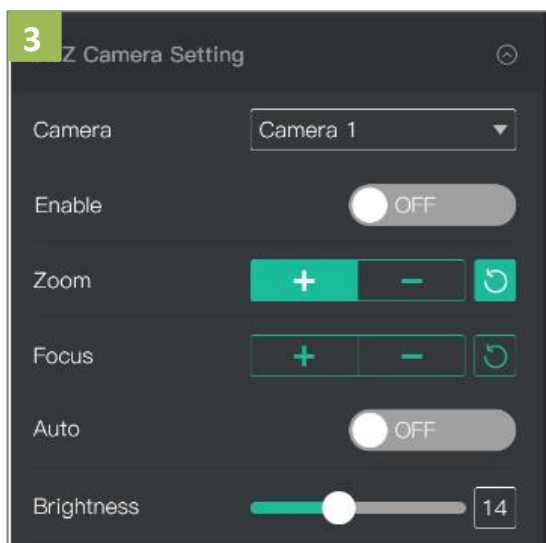 3
Z Camera Setting
Camera Camera 1
Enable OFF
Zoom + −
Focus + −
Auto OFF
Brightness 14